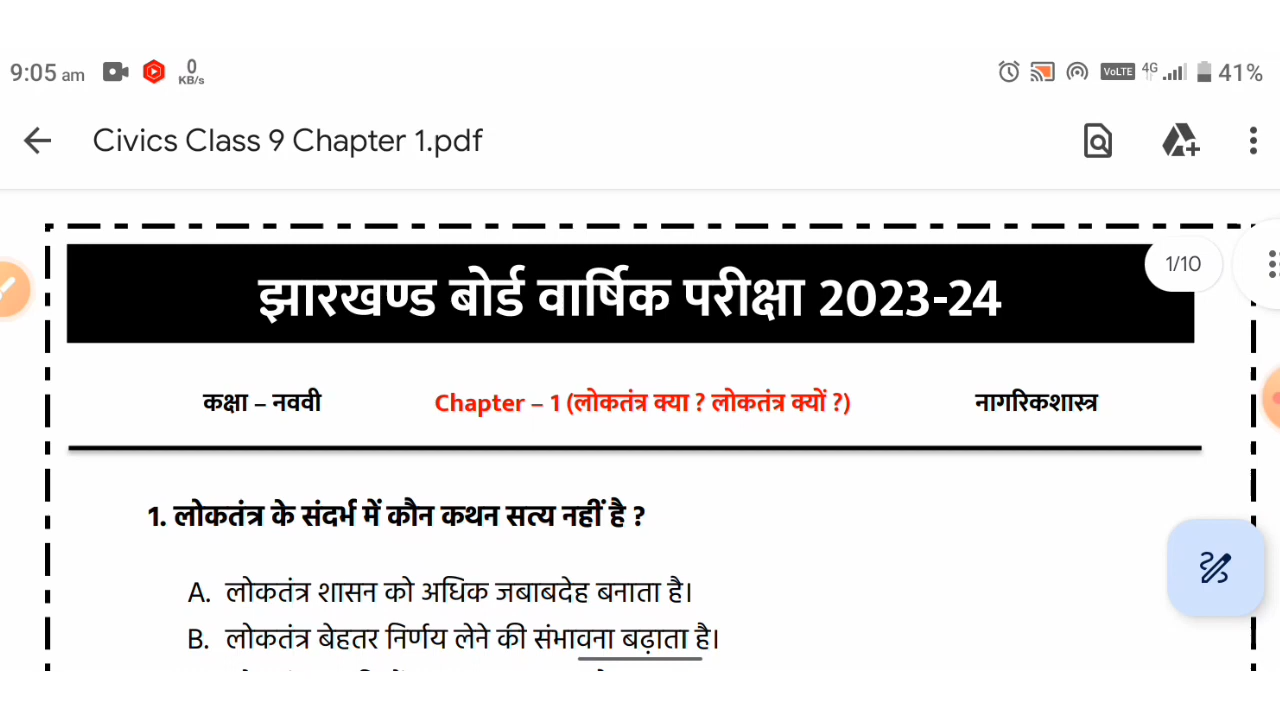 9:05 am 0 KB/s VoLTE 4G 41%
Civics Class 9 Chapter 1.pdf
झारखण्ड बोर्ड वार्षिक परीक्षा 2023-24
1/10
कक्षा – नववी Chapter – 1 (लोकतंत्र क्या ? लोकतंत्र क्यों ?) नागरिकशास्त्र
1. लोकतंत्र के संदर्भ में कौन कथन सत्य नहीं है ?
A. लोकतंत्र शासन को अधिक जबाबदेह बनाता है।
B. लोकतंत्र बेहतर निर्णय लेने की संभावना बढ़ाता है।